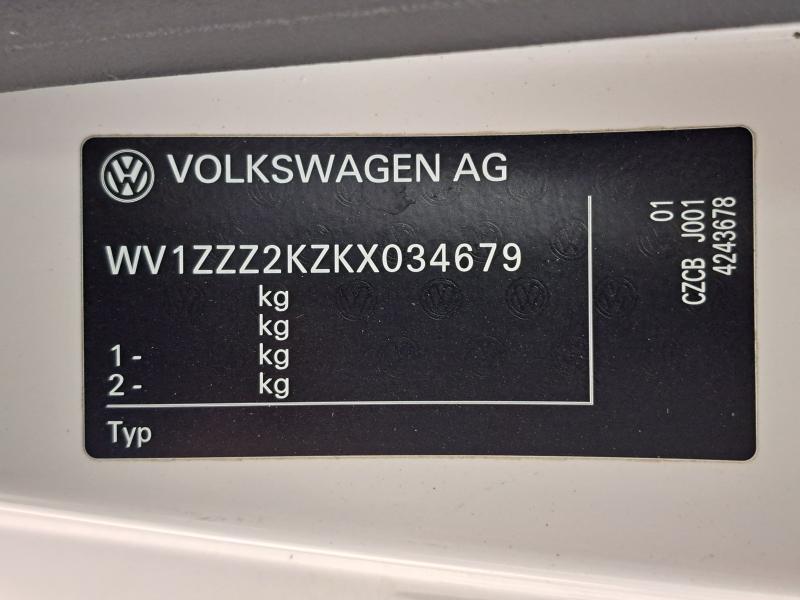 VOLKSWAGEN AG
WV1ZZZ2KZKX034679
kg
kg
1 - kg
2 - kg
Typ
01
CZCB J001
4243678